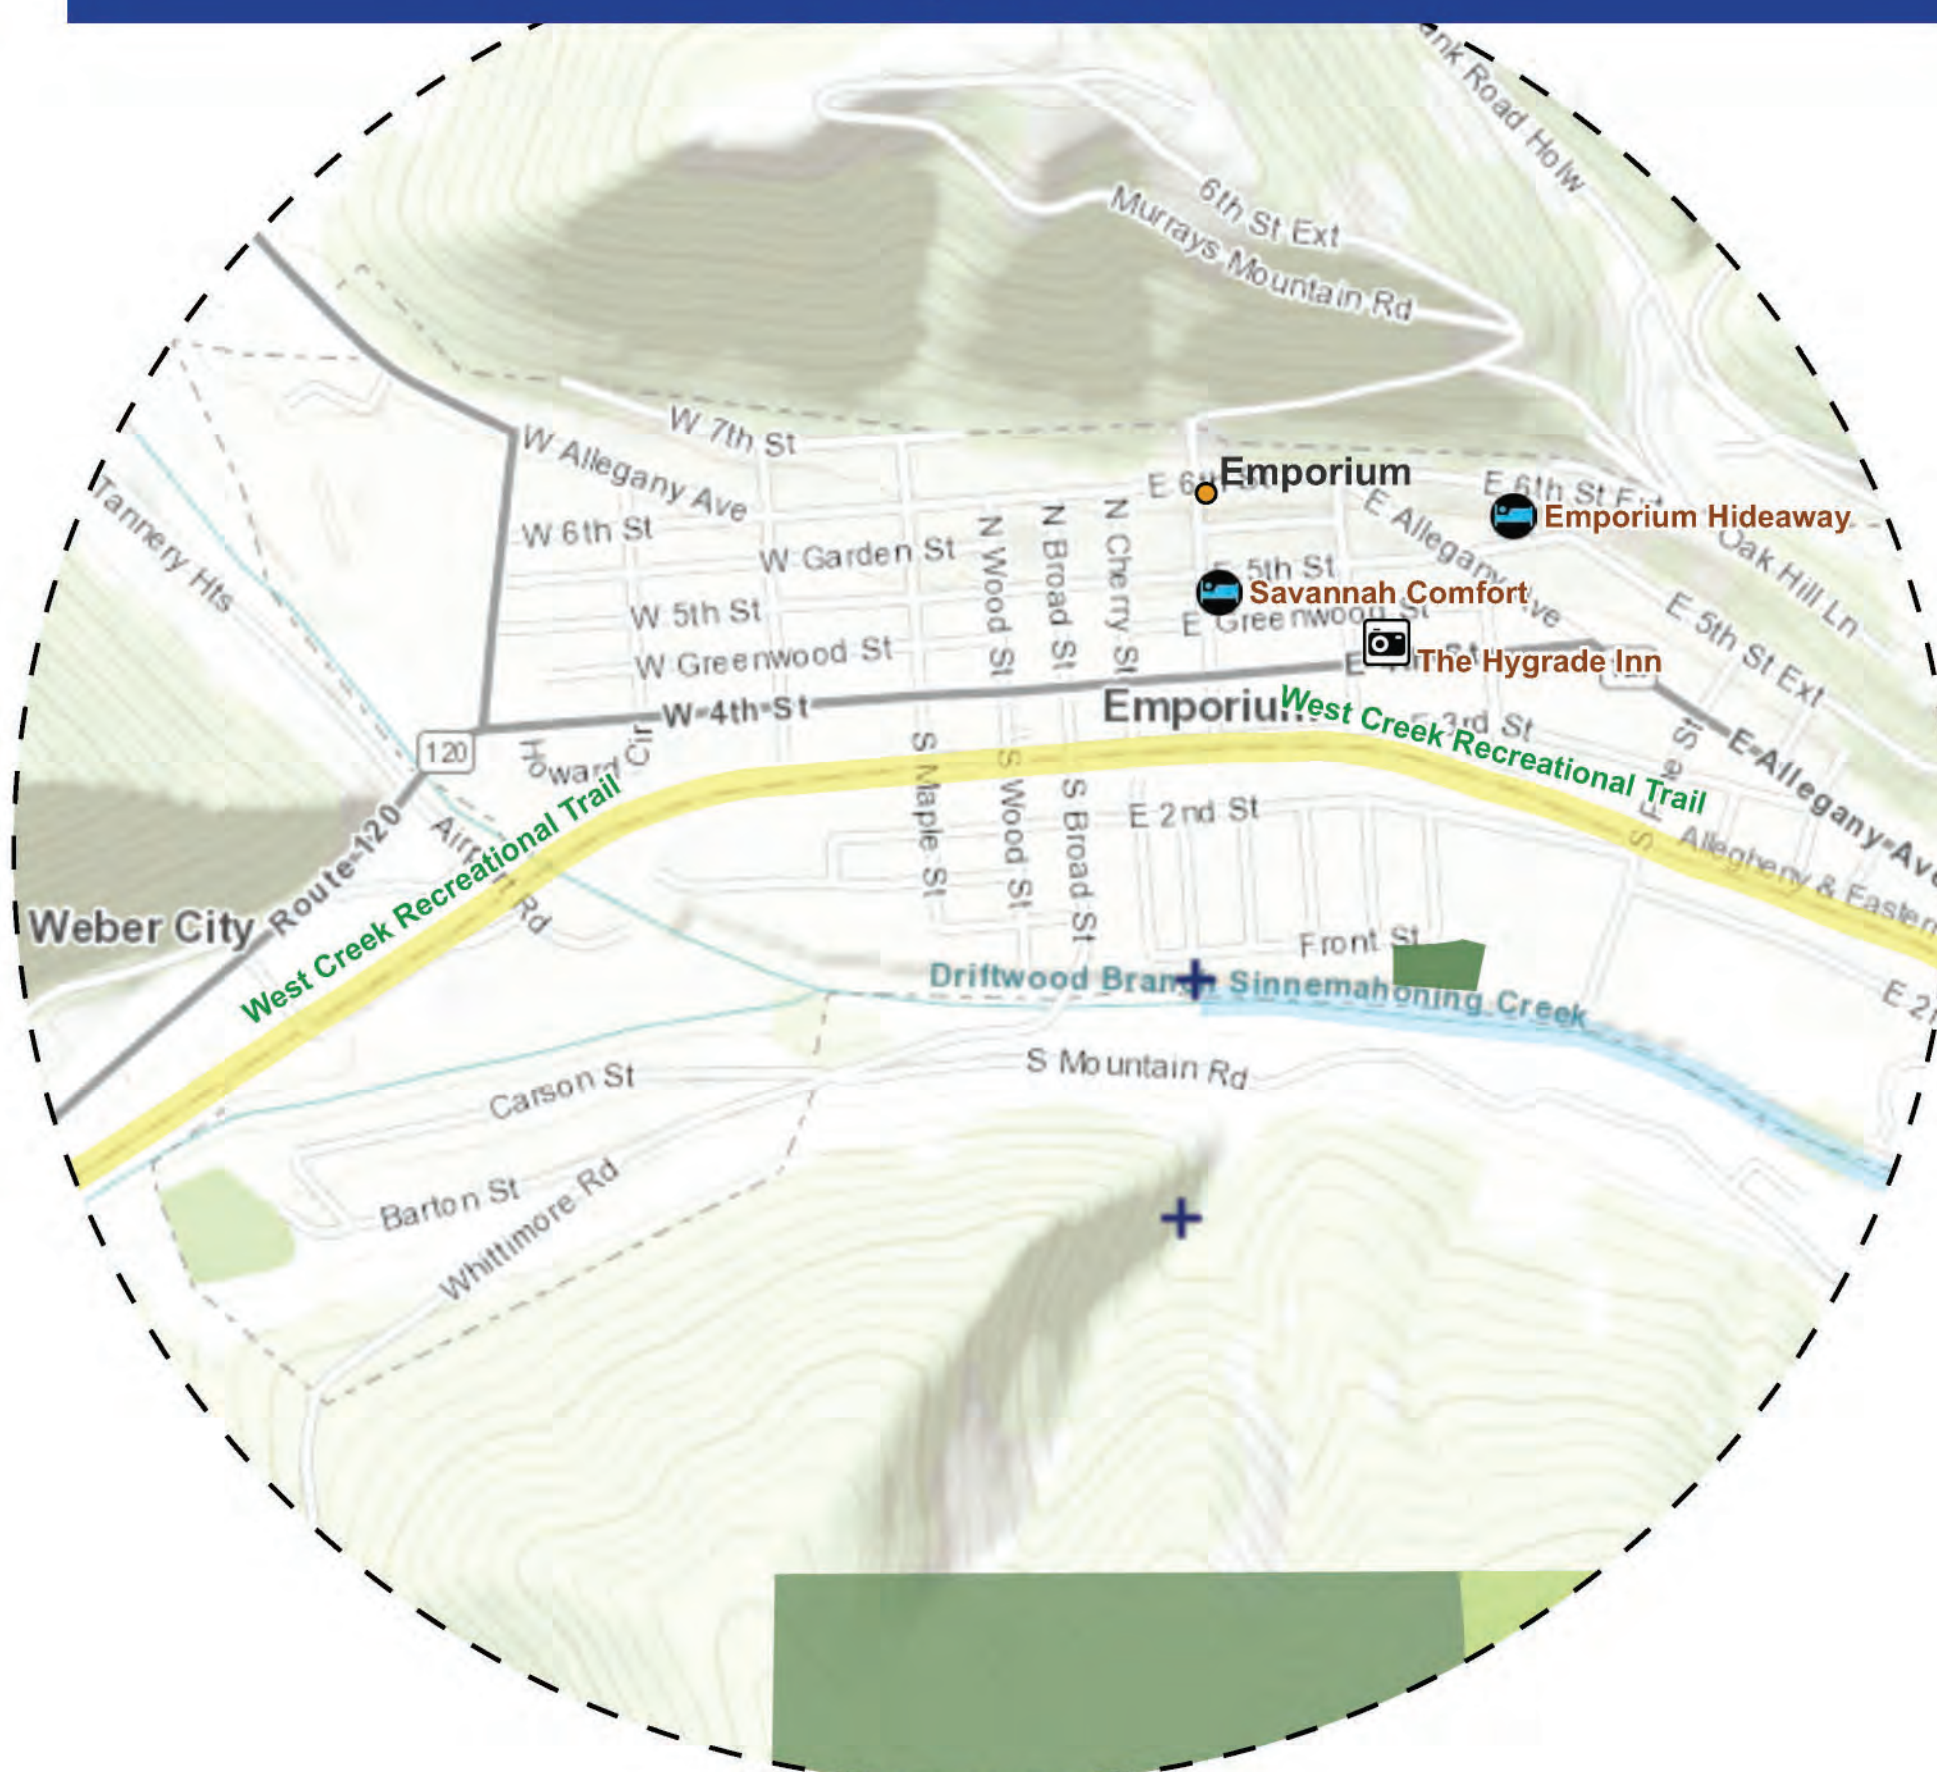 Road Holw
6th St Ext
Murrays Mountain Rd
W 7th St
W Allegany Ave
Emporium
E 6th St Ext
Emporium Hideaway
Tannery Hts
W 6th St
W Garden St
N Wood St
N Broad St
N Cherry St
E Allegany Ave
Oak Hill Ln
5th St
Savannah Comfort
E Greenwood St
W 5th St
E 5th St Ext
W Greenwood St
The Hygrade Inn
W 4th St
Emporium
West Creek Recreational Trail
3rd St
120
Howard Cir
E Allegany Ave
S Maple St
S Wood St
S Broad St
E 2nd St
Airport Rd
Route 120
West Creek Recreational Trail
Allegheny & Eastern
Weber City
Front St
Driftwood Branch Sinnemahoning Creek
S Mountain Rd
Carson St
Barton St
Whittimore Rd